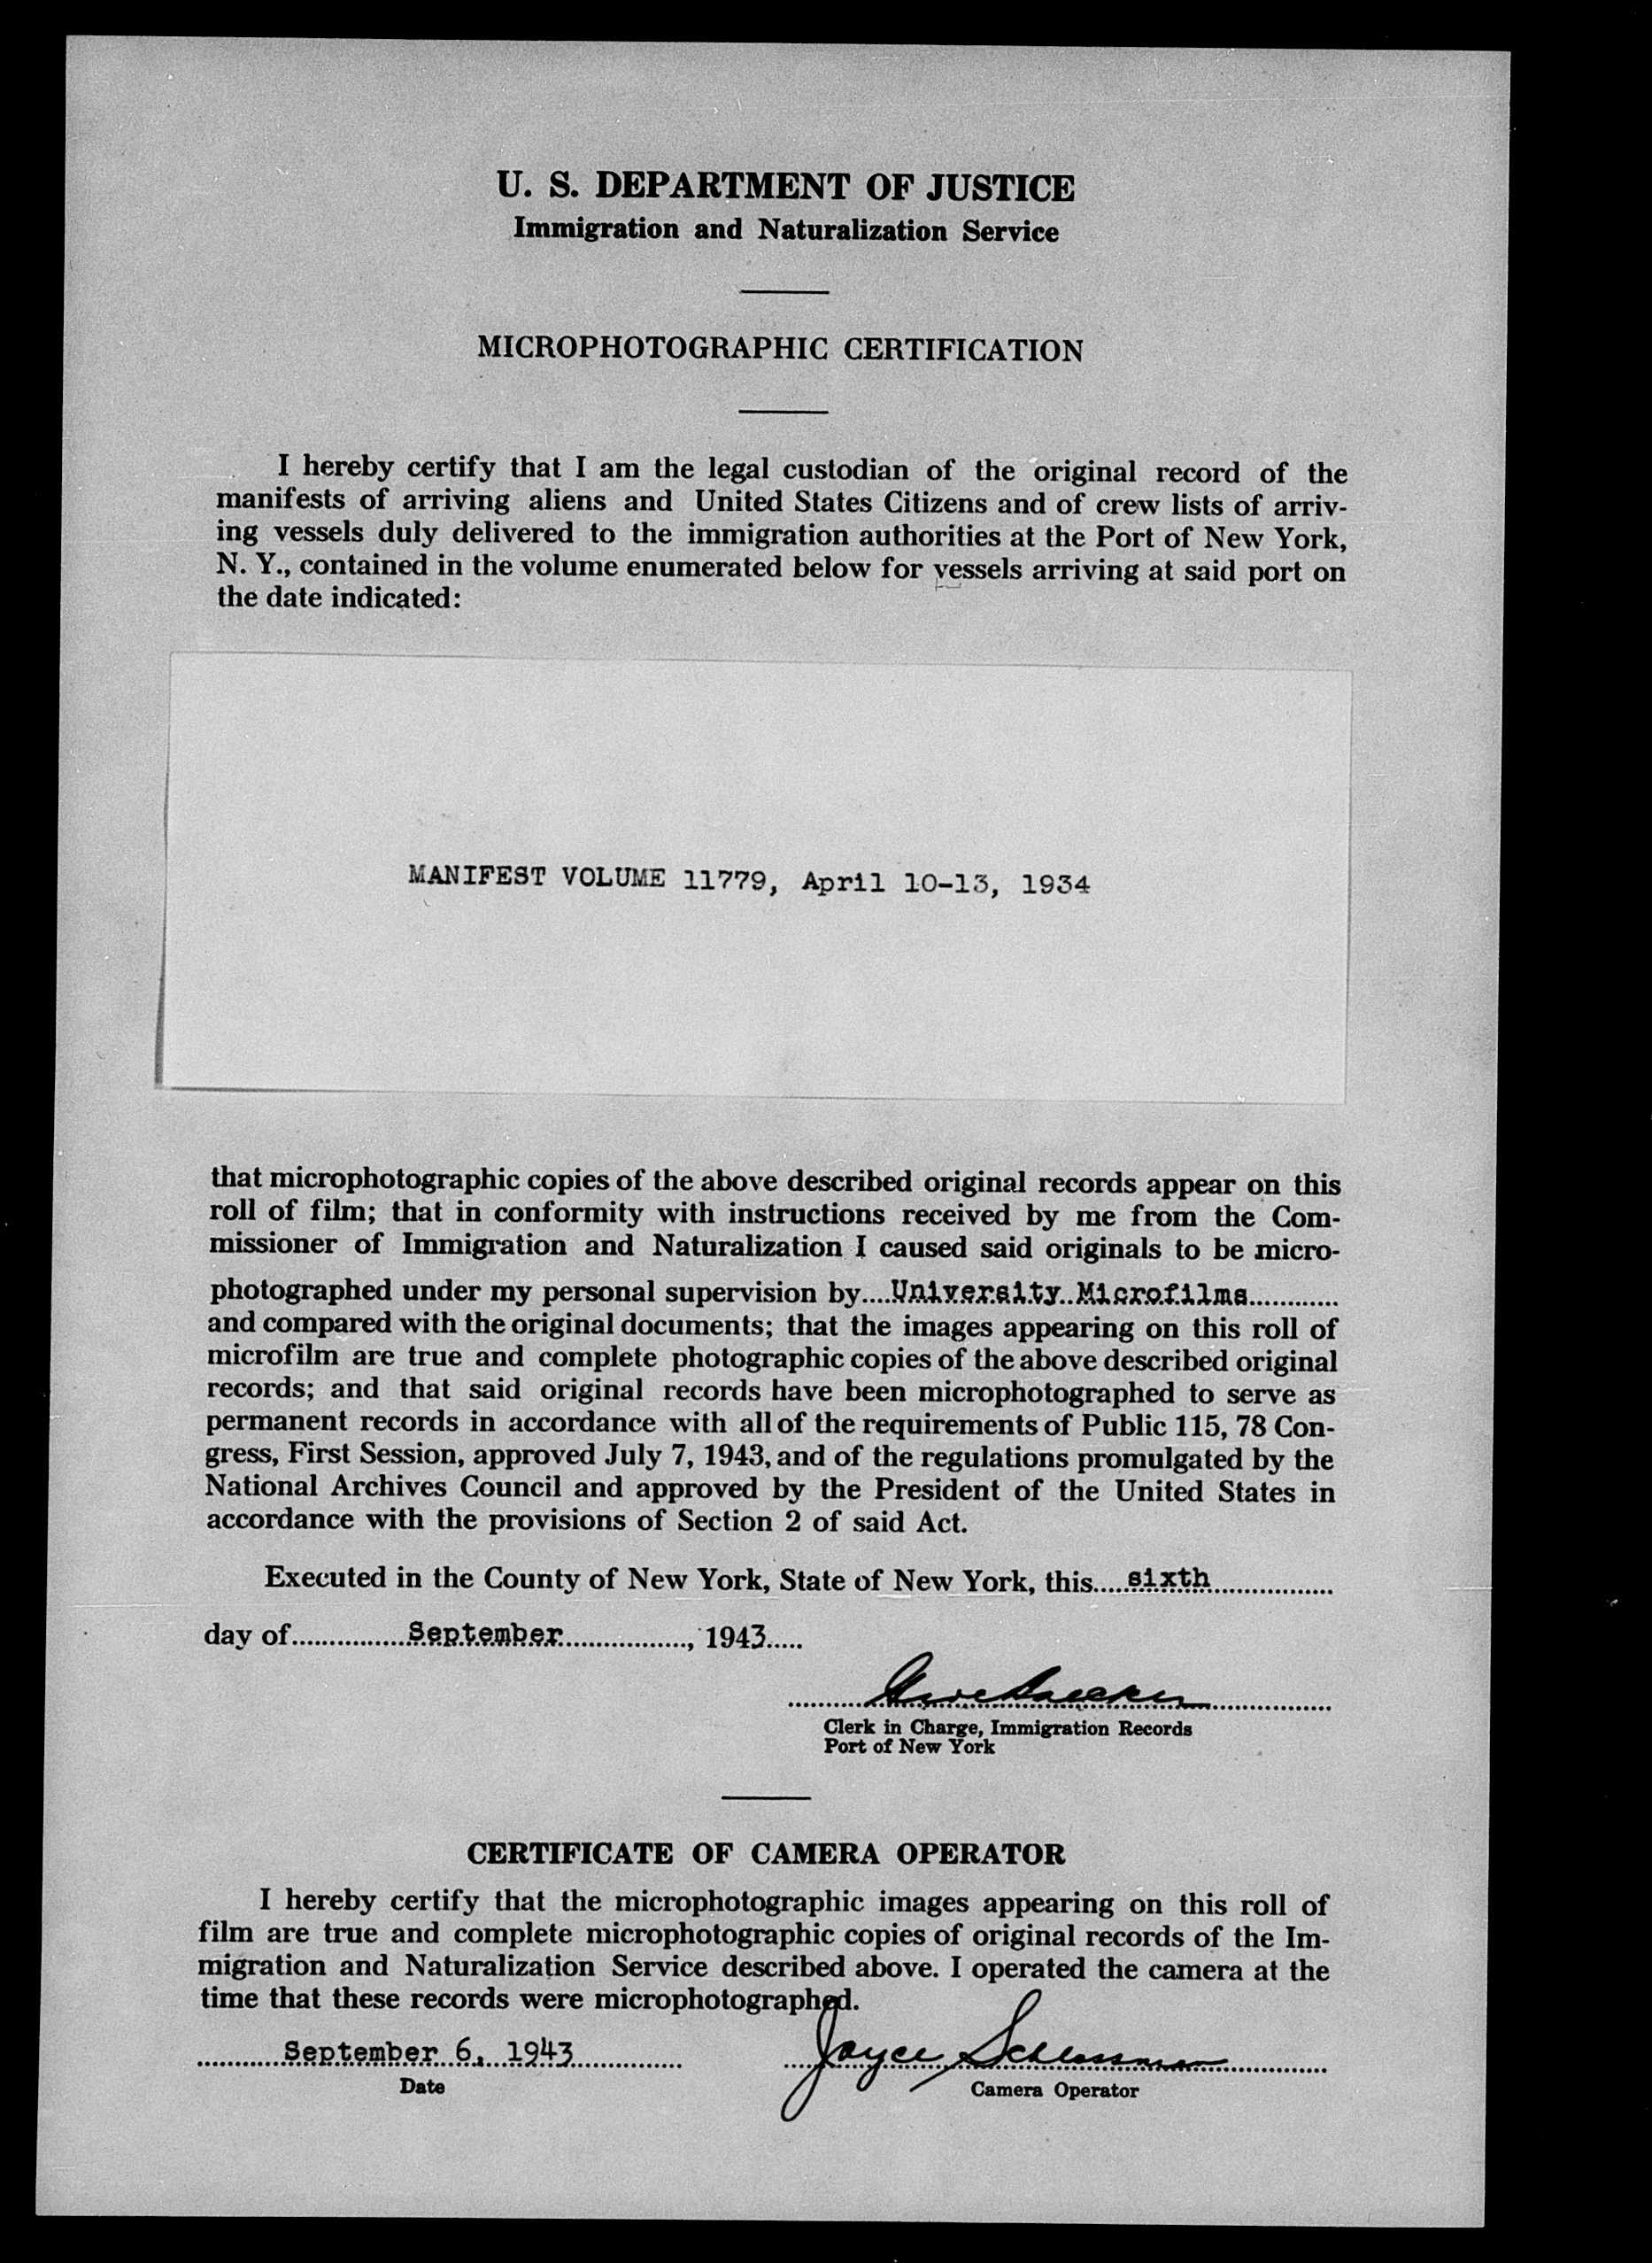 U. S. DEPARTMENT OF JUSTICE
Immigration and Naturalization Service
MICROPHOTOGRAPHIC CERTIFICATION
I hereby certify that I am the legal custodian of the original record of the
manifests of arriving aliens and United States Citizens and of crew lists of arriv-
ing vessels duly delivered to the immigration authorities at the Port of New York,
N. Y., contained in the volume enumerated below for vessels arriving at said port on
the date indicated:
MANIFEST VOLUME 11779, April 10-13, 1934
that microphotographic copies of the above described original records appear on this
roll of film; that in conformity with instructions received by me from the Com-
missioner of Immigration and Naturalization I caused said originals to be micro-
photographed under my personal supervision by....University Microfilms............
and compared with the original documents; that the images appearing on this roll of
microfilm are true and complete photographic copies of the above described original
records; and that said original records have been microphotographed to serve as
permanent records in accordance with all of the requirements of Public 115, 78 Con-
gress, First Session, approved July 7, 1943, and of the regulations promulgated by the
National Archives Council and approved by the President of the United States in
accordance with the provisions of Section 2 of said Act.
Executed in the County of New York, State of New York, this.....sixth................
day of................September................., 1943.....
Clerk in Charge, Immigration Records
Port of New York
CERTIFICATE OF CAMERA OPERATOR
I hereby certify that the microphotographic images appearing on this roll of
film are true and complete microphotographic copies of original records of the Im-
migration and Naturalization Service described above. I operated the camera at the
time that these records were microphotographed.
September 6, 1943 Joyce Schlossman
Date Camera Operator